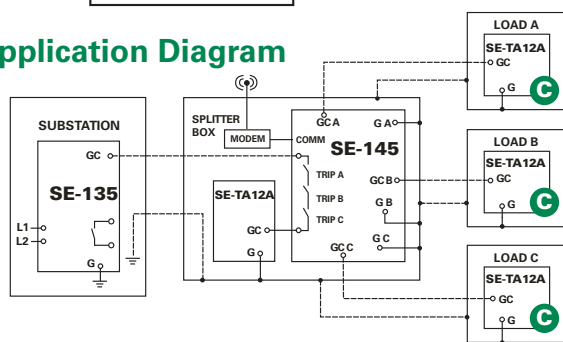 pplication Diagram
SUBSTATION
GC
SE-135
L1
L2
G
SPLITTER
BOX
MODEM
COMM
GC A
G A
SE-145
TRIP A
TRIP B
TRIP C
GC B
G B
G C
GC C
SE-TA12A
GC
G
LOAD A
SE-TA12A
GC
G
C
LOAD B
SE-TA12A
GC
G
C
LOAD C
SE-TA12A
GC
G
C